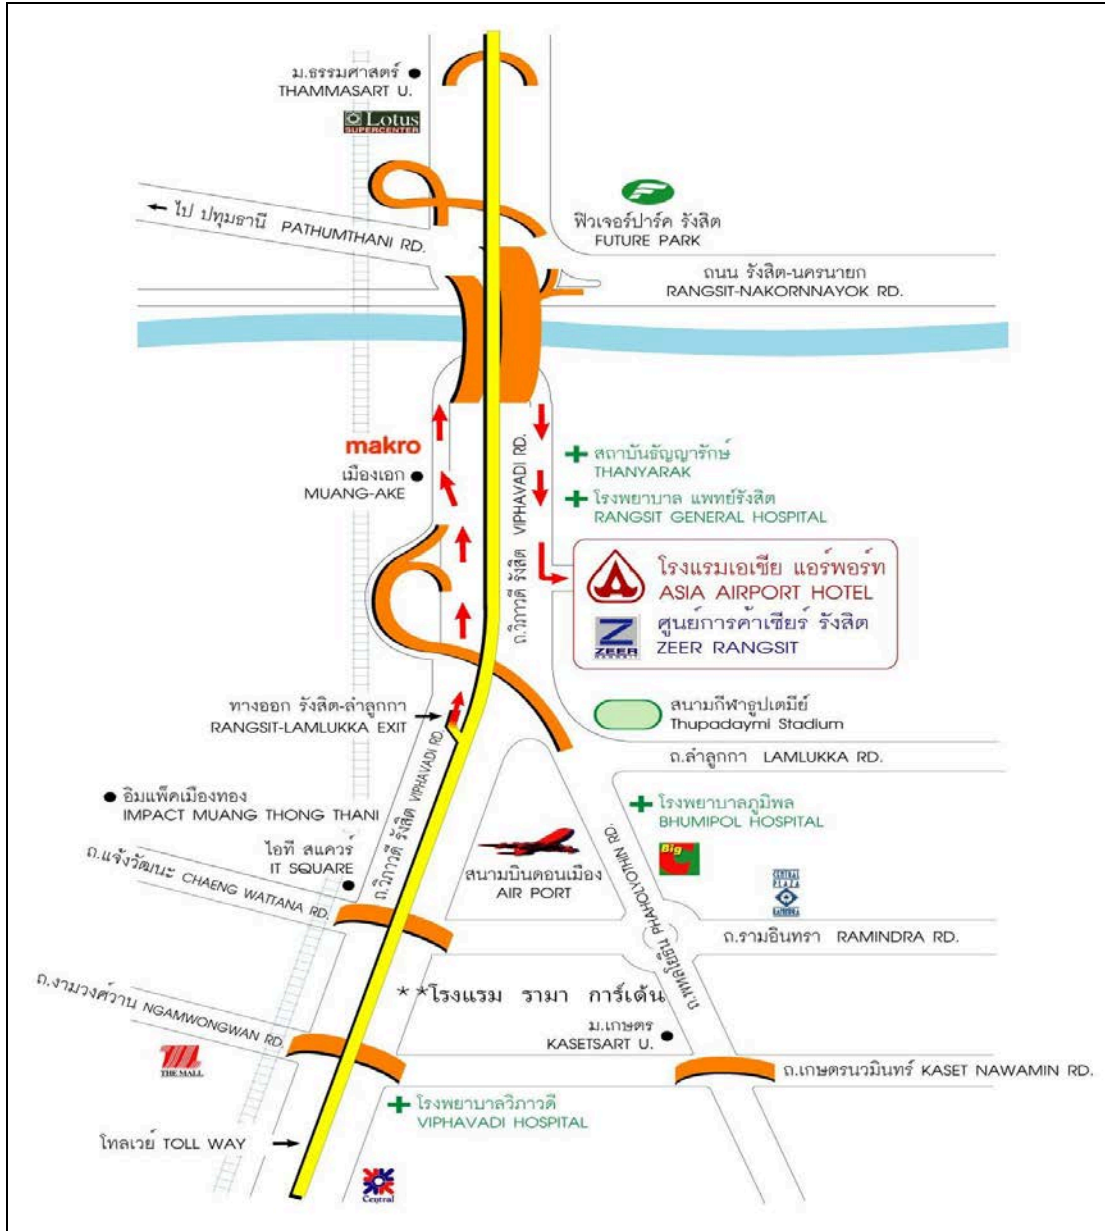 ม.ธรรมศาสตร์
THAMMASART U.
Lotus
SUPERCENTER
ไป ปทุมธานี PATHUMTHANI RD.
ฟิวเจอร์ปาร์ค รังสิต
FUTURE PARK
ถนน รังสิต-นครนายก
RANGSIT-NAKORNNAYOK RD.
makro
เมืองเอก
MUANG-AKE
ถ.วิภาวดี รังสิต VIPHAVADI RD.
สถาบันธัญญารักษ์
THANYARAK
โรงพยาบาล แพทย์รังสิต
RANGSIT GENERAL HOSPITAL
โรงแรมเอเชีย แอร์พอร์ท
ASIA AIRPORT HOTEL
Z
ZEER
ศูนย์การค้าเซียร์ รังสิต
ZEER RANGSIT
ทางออก รังสิต-ลำลูกกา
RANGSIT-LAMLUKKA EXIT
สนามกีฬาธูปเตมีย์
Thupadaymi Stadium
ถ.ลำลูกกา LAMLUKKA RD.
ถ.วิภาวดี รังสิต VIPHAVADI RD.
อิมแพ็คเมืองทอง
IMPACT MUANG THONG THANI
โรงพยาบาลภูมิพล
BHUMIPOL HOSPITAL
Big C
ไอที สแควร์
IT SQUARE
ถ.แจ้งวัฒนะ CHAENG WATTANA RD.
สนามบินดอนเมือง
AIR PORT
ถ.พหลโยธิน PHAHOLYOTHIN RD.
CENTRAL
PLAZA
ถ.รามอินทรา RAMINDRA RD.
**โรงแรม รามา การ์เด้น
ถ.งามวงศ์วาน NGAMWONGWAN RD.
ม.เกษตร
KASETSART U.
THE MALL
ถ.เกษตรนวมินทร์ KASET NAWAMIN RD.
โรงพยาบาลวิภาวดี
VIPHAVADI HOSPITAL
โทลเวย์ TOLL WAY
Central